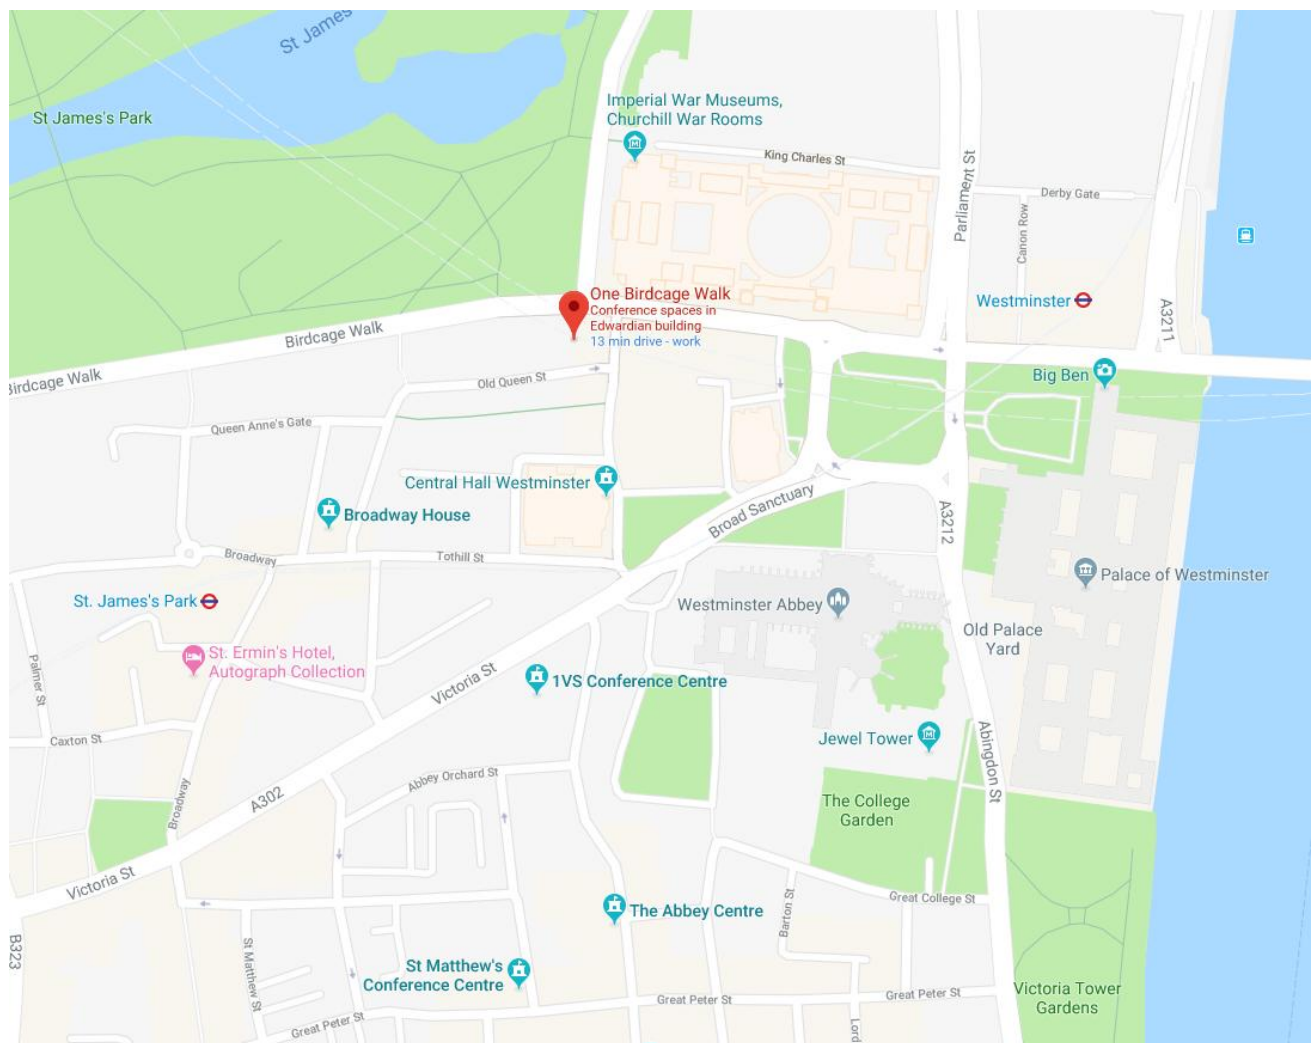 St James
St James's Park
Imperial War Museums,
Churchill War Rooms
King Charles St
Parliament St
Derby Gate
Canon Row
Westminster
A3211
One Birdcage Walk
Conference spaces in
Edwardian building
13 min drive - work
Birdcage Walk
Birdcage Walk
Old Queen St
Big Ben
Queen Anne's Gate
Central Hall Westminster
Broad Sanctuary
Broadway House
A3212
Broadway
Tothill St
Palace of Westminster
St. James's Park
Westminster Abbey
Old Palace
Yard
St. Ermin's Hotel,
Autograph Collection
Palmer St
Victoria St
1VS Conference Centre
Caxton St
Jewel Tower
Abingdon St
Abbey Orchard St
A302
Broadway
The College
Garden
Victoria St
Great College St
The Abbey Centre
Barton St
B323
St Matthew St
St Matthew's
Conference Centre
Great Peter St
Great Peter St
Great Peter St
Lord
Victoria Tower
Gardens